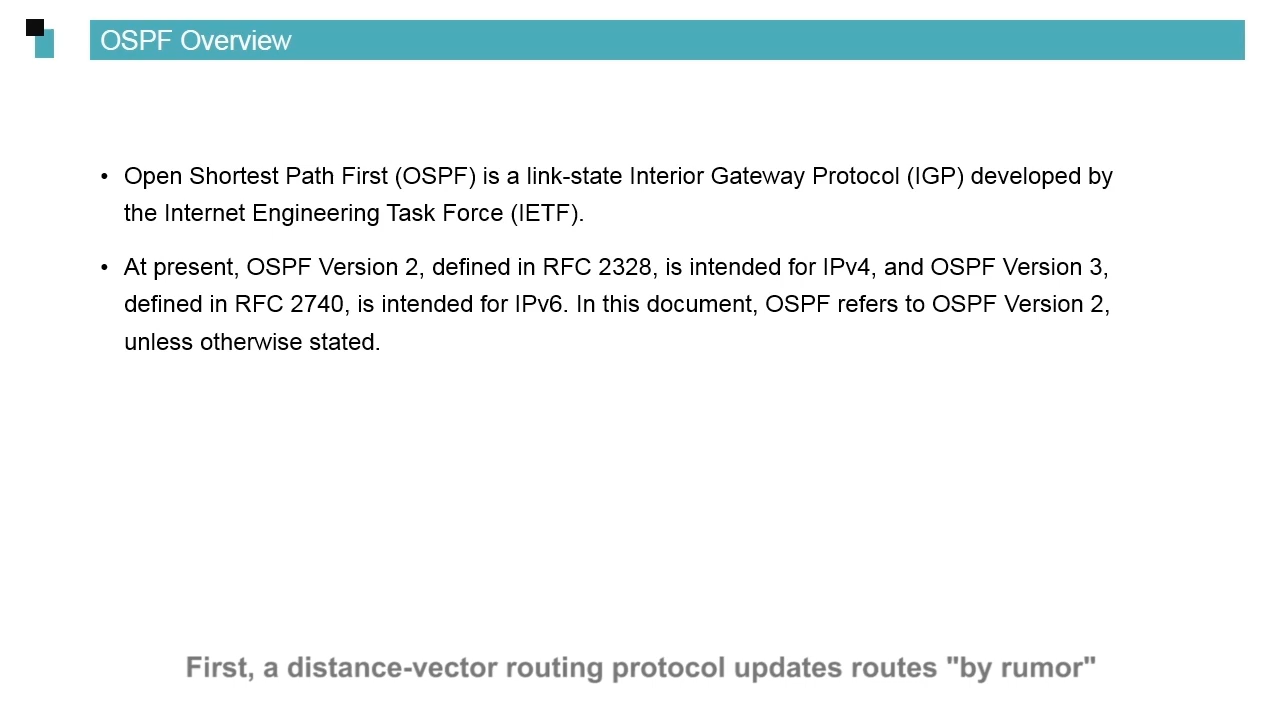 OSPF Overview
• Open Shortest Path First (OSPF) is a link-state Interior Gateway Protocol (IGP) developed by
the Internet Engineering Task Force (IETF).
• At present, OSPF Version 2, defined in RFC 2328, is intended for IPv4, and OSPF Version 3,
defined in RFC 2740, is intended for IPv6. In this document, OSPF refers to OSPF Version 2,
unless otherwise stated.
First, a distance-vector routing protocol updates routes "by rumor"